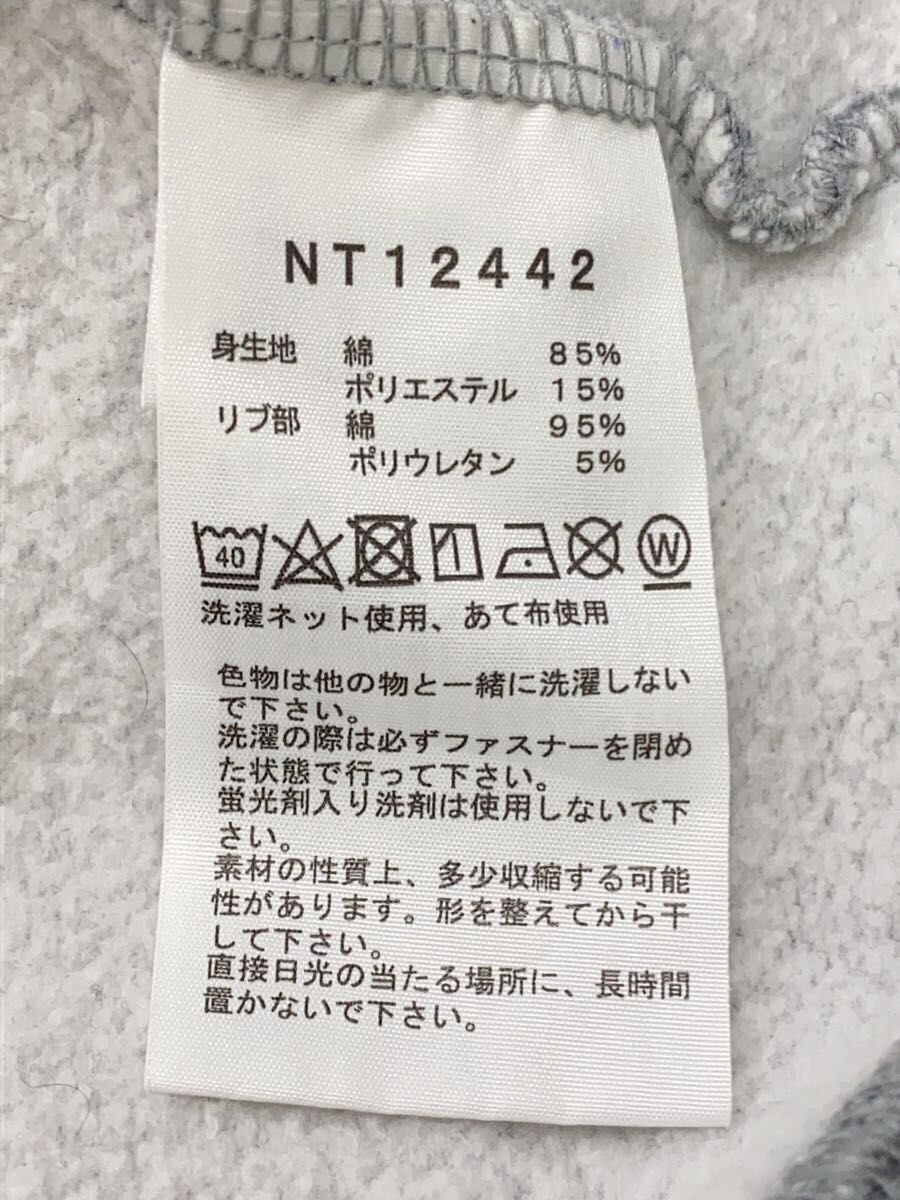 NT12442
身生地 綿 85%
ポリエステル 15%
リブ部 綿 95%
ポリウレタン 5%
40 W
洗濯ネット使用、あて布使用
色物は他の物と一緒に洗濯しない
で下さい。
洗濯の際は必ずファスナーを閉め
た状態で行って下さい。
蛍光剤入り洗剤は使用しないで下
さい。
素材の性質上、多少収縮する可能
性があります。形を整えてから干
して下さい。
直接日光の当たる場所に、長時間
置かないで下さい。